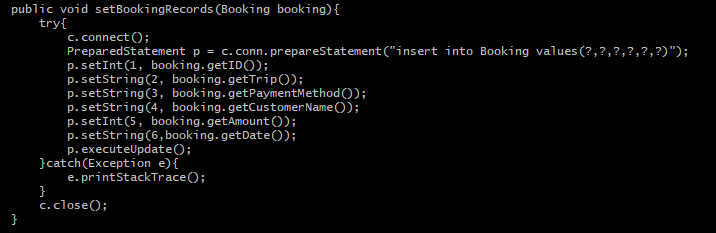 public void setBookingRecords(Booking booking){
try{
c.connect();
PreparedStatement p = c.conn.prepareStatement("insert into Booking values(?,?,?,?,?,?)");
p.setInt(1, booking.getID());
p.setString(2, booking.getTrip());
p.setString(3, booking.getPaymentMethod());
p.setString(4, booking.getCustomerName());
p.setInt(5, booking.getAmount());
p.setString(6,booking.getDate());
p.executeUpdate();
}catch(Exception e){
e.printStackTrace();
}
c.close();
}